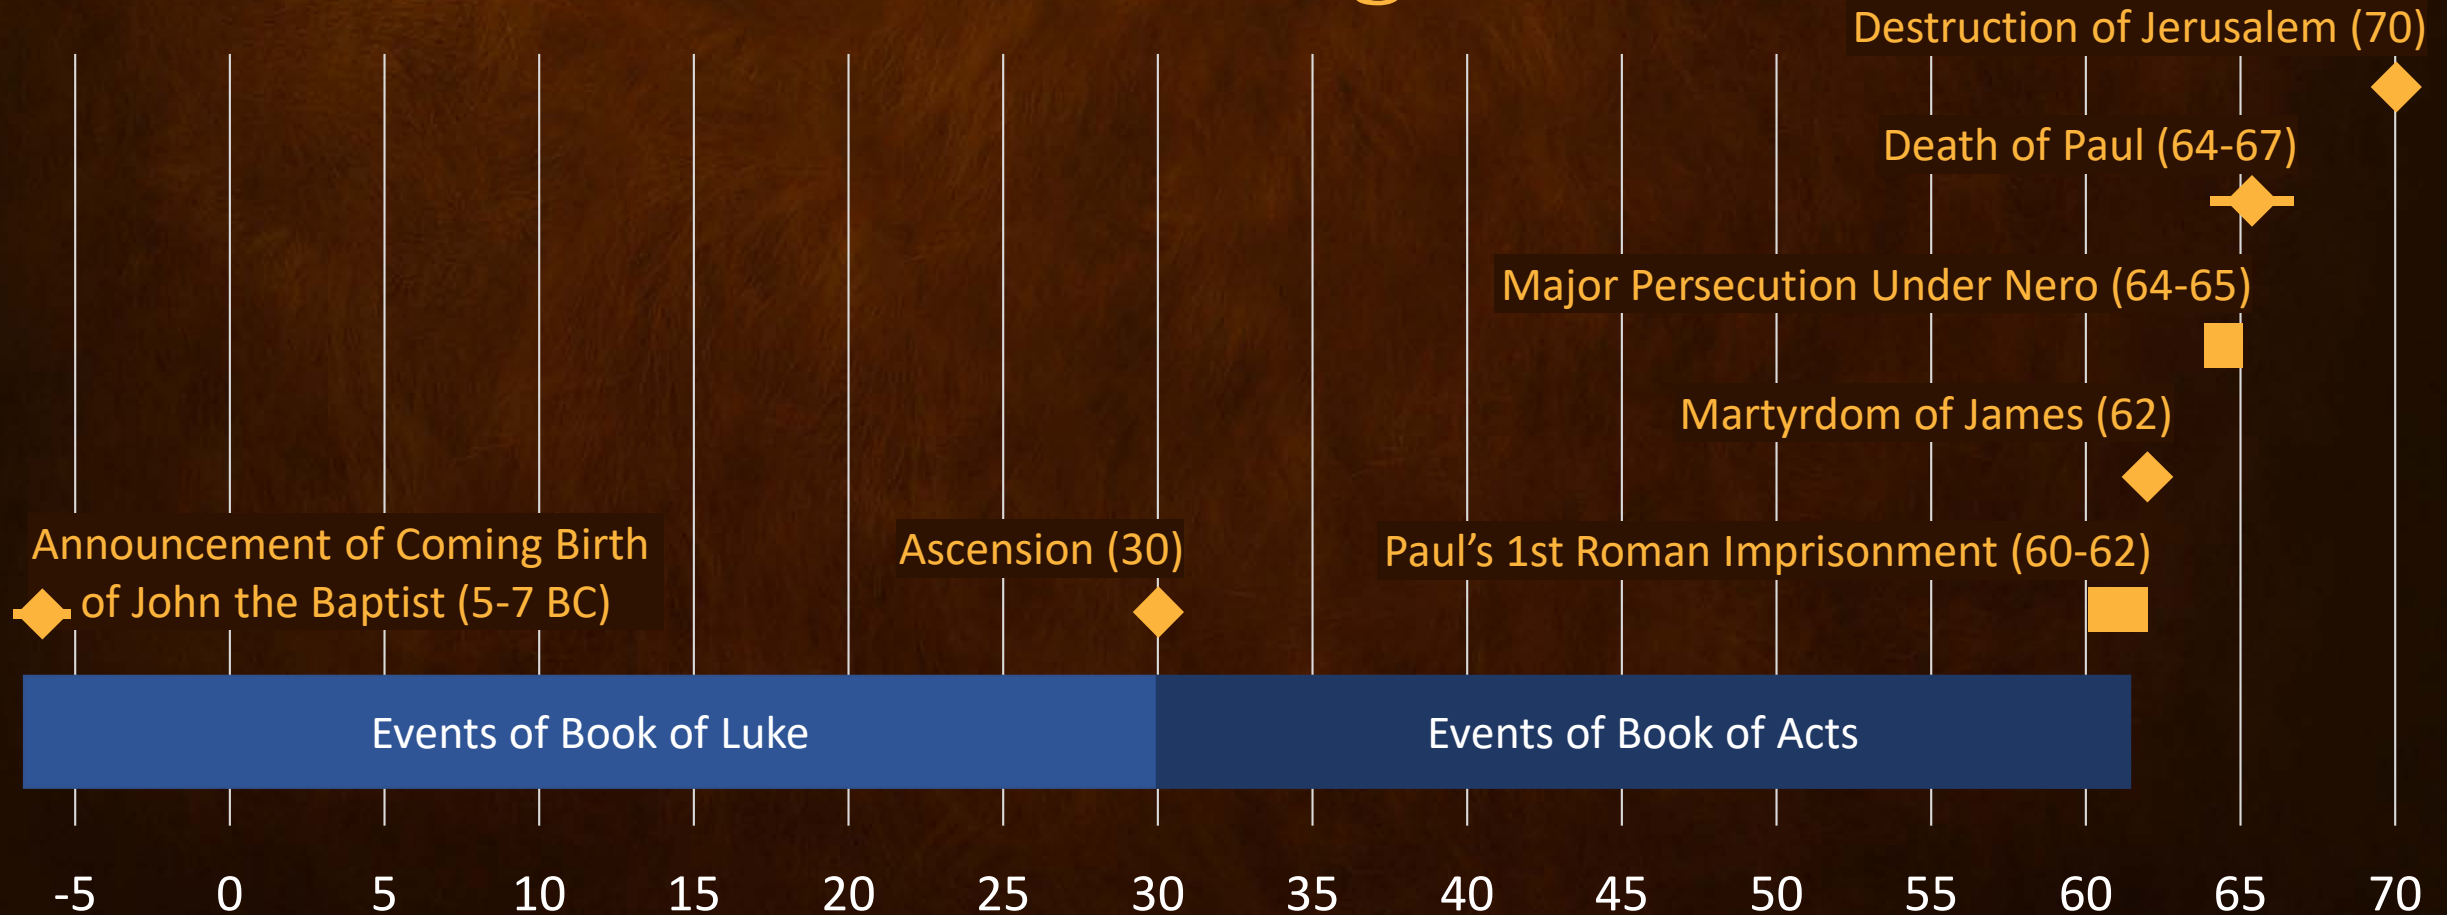 Destruction of Jerusalem (70)
Death of Paul (64-67)
Major Persecution Under Nero (64-65)
Martyrdom of James (62)
Announcement of Coming Birth
of John the Baptist (5-7 BC)
Ascension (30)
Paul’s 1st Roman Imprisonment (60-62)
Events of Book of Luke
Events of Book of Acts
-5 0 5 10 15 20 25 30 35 40 45 50 55 60 65 70